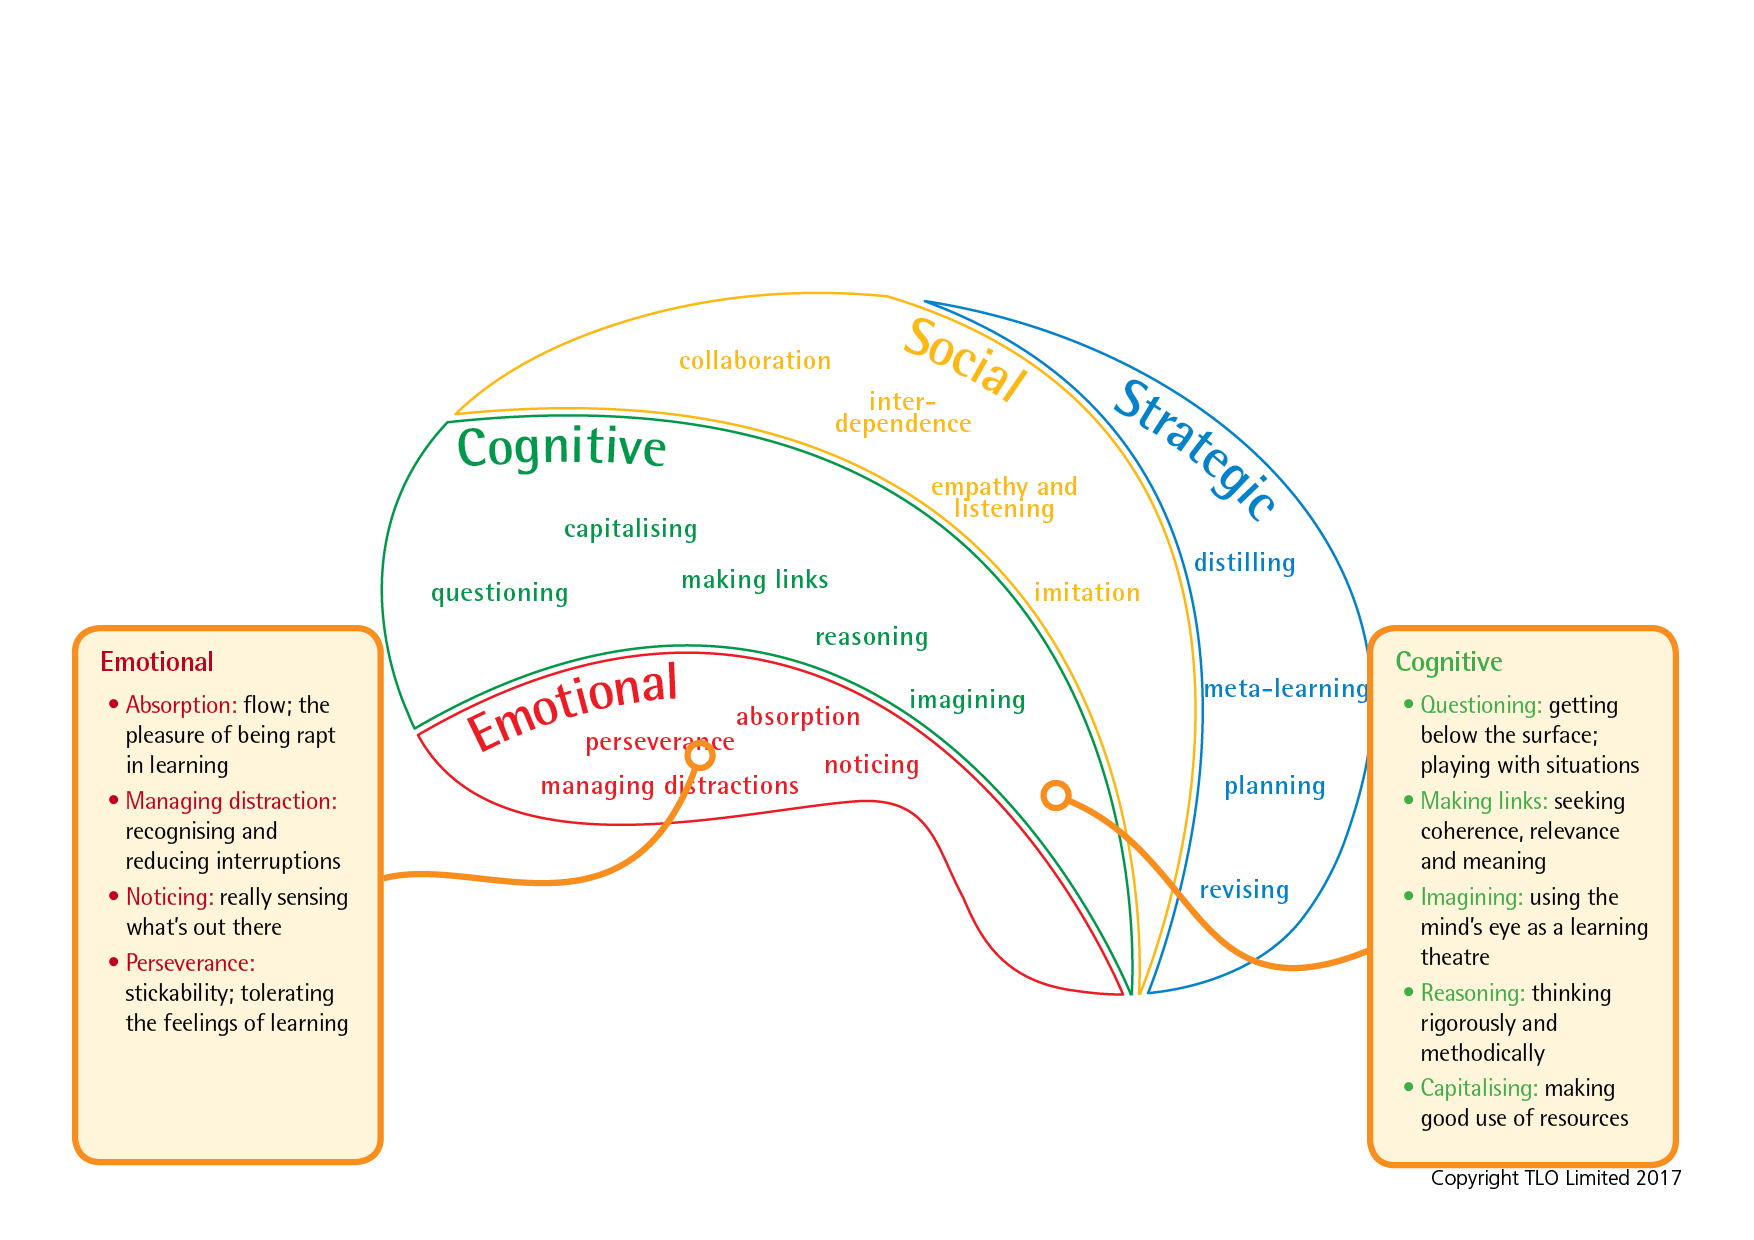 Social
Strategic
collaboration
inter-
dependence
empathy and
listening
imitation
Cognitive
capitalising
questioning
making links
reasoning
imagining
distilling
meta-learning
planning
revising
Emotional
absorption
perseverance
noticing
managing distractions
Emotional
• Absorption: flow; the
pleasure of being rapt
in learning
• Managing distraction:
recognising and
reducing interruptions
• Noticing: really sensing
what's out there
• Perseverance:
stickability; tolerating
the feelings of learning
Cognitive
• Questioning: getting
below the surface;
playing with situations
• Making links: seeking
coherence, relevance
and meaning
• Imagining: using the
mind's eye as a learning
theatre
• Reasoning: thinking
rigorously and
methodically
• Capitalising: making
good use of resources
Copyright TLO Limited 2017